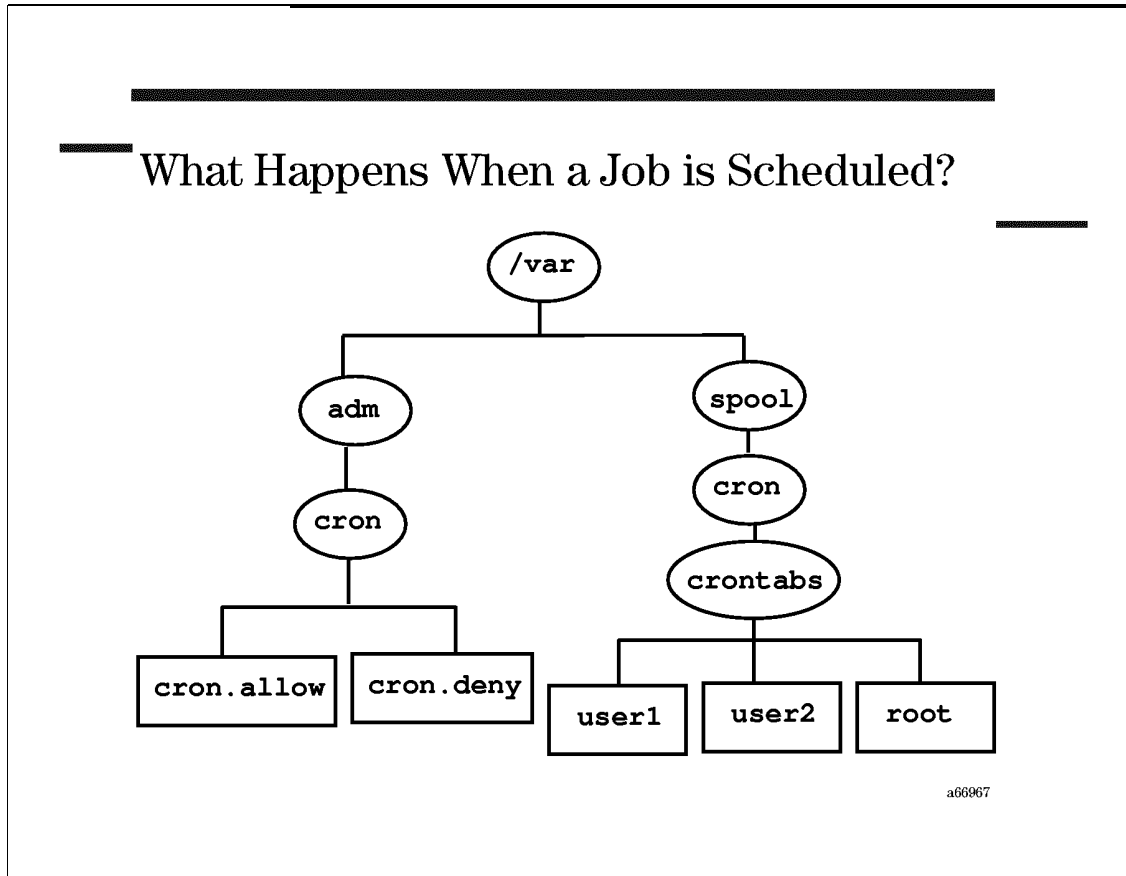 What Happens When a Job is Scheduled?
/var
adm
spool
cron
cron
crontabs
cron.allow
cron.deny
user1
user2
root
a66967